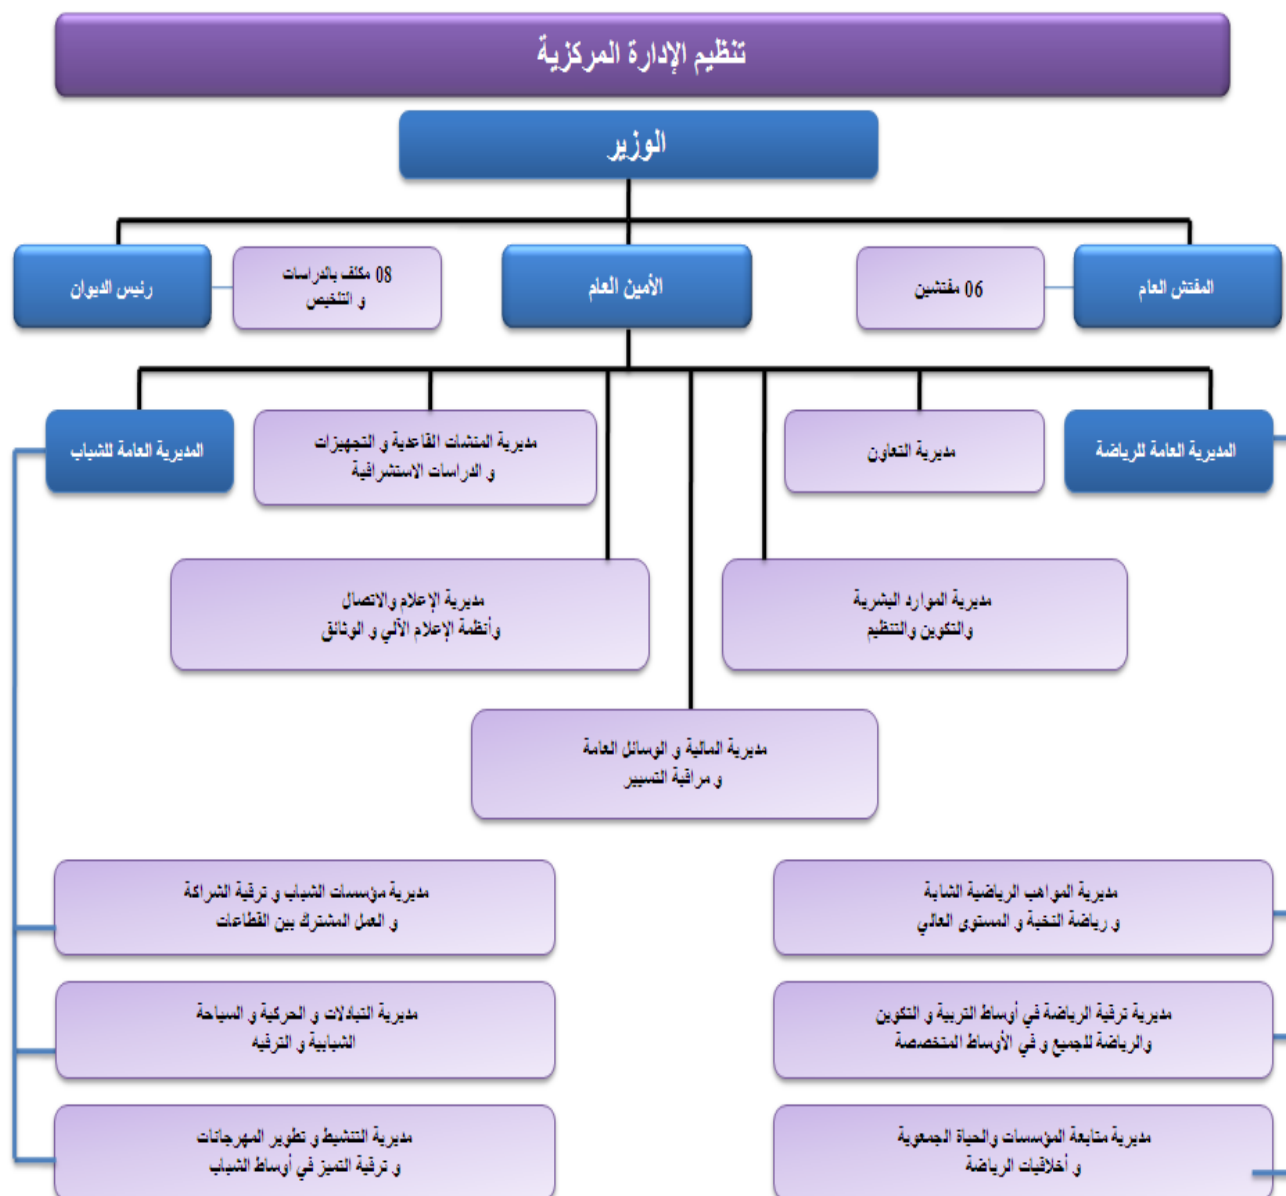 تنظيم الإدارة المركزية
الوزير
المفتش العام
06 مفتشين
الأمين العام
08 مكلف بالدراسات
و التلخيص
رئيس الديوان
المديرية العامة للرياضة
مديرية التعاون
مديرية المنشات القاعدية و التجهيزات
و الدراسات الاستشرافية
المديرية العامة للشباب
مديرية الموارد البشرية
والتكوين والتنظيم
مديرية الإعلام والاتصال
وأنظمة الإعلام الآلي و الوثائق
مديرية المالية و الوسائل العامة
و مراقبة التسيير
مديرية المواهب الرياضية الشابة
و رياضة النخبة و المستوى العالي
مديرية مؤسسات الشباب و ترقية الشراكة
و العمل المشترك بين القطاعات
مديرية ترقية الرياضة في أوساط التربية و التكوين
والرياضة للجميع و في الأوساط المتخصصة
مديرية التبادلات و الحركية و السياحة
الشبابية و الترفيه
مديرية متابعة المؤسسات والحياة الجمعوية
و أخلاقيات الرياضة
مديرية التنشيط و تطوير المهرجانات
و ترقية التميز في أوساط الشباب